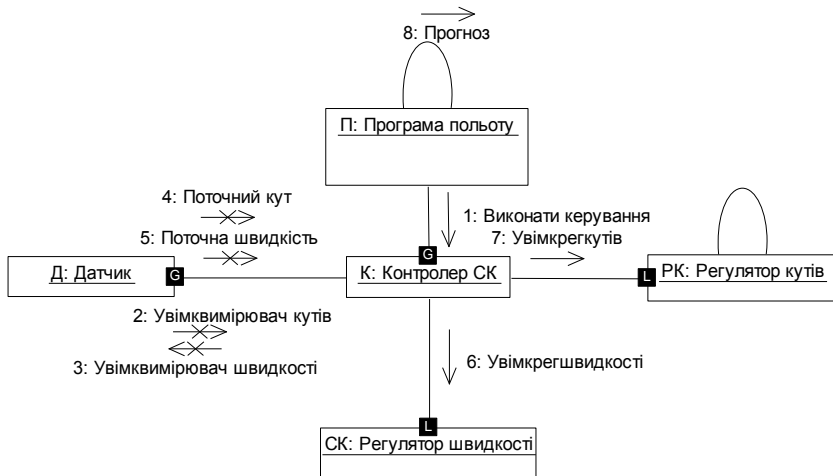 8: Прогноз
П: Програма польоту
4: Поточний кут
5: Поточна швидкість
1: Виконати керування
7: Увімкрегкутів
G
Д: Датчик
G
К: Контролер СК
L
РК: Регулятор кутів
2: Увімквимірювач кутів
3: Увімквимірювач швидкості
6: Увімкрегшвидкості
L
СК: Регулятор швидкості